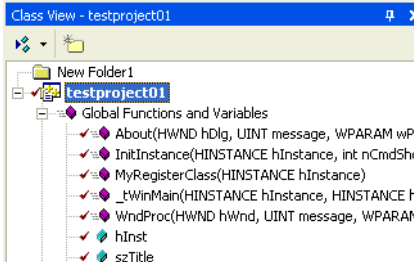 Class View - testproject01
New Folder1
testproject01
Global Functions and Variables
About(HWND hDlg, UINT message, WPARAM wP
InitInstance(HINSTANCE hInstance, int nCmdSho
MyRegisterClass(HINSTANCE hInstance)
_tWinMain(HINSTANCE hInstance, HINSTANCE h
WndProc(HWND hWnd, UINT message, WPARAM
hInst
szTitle